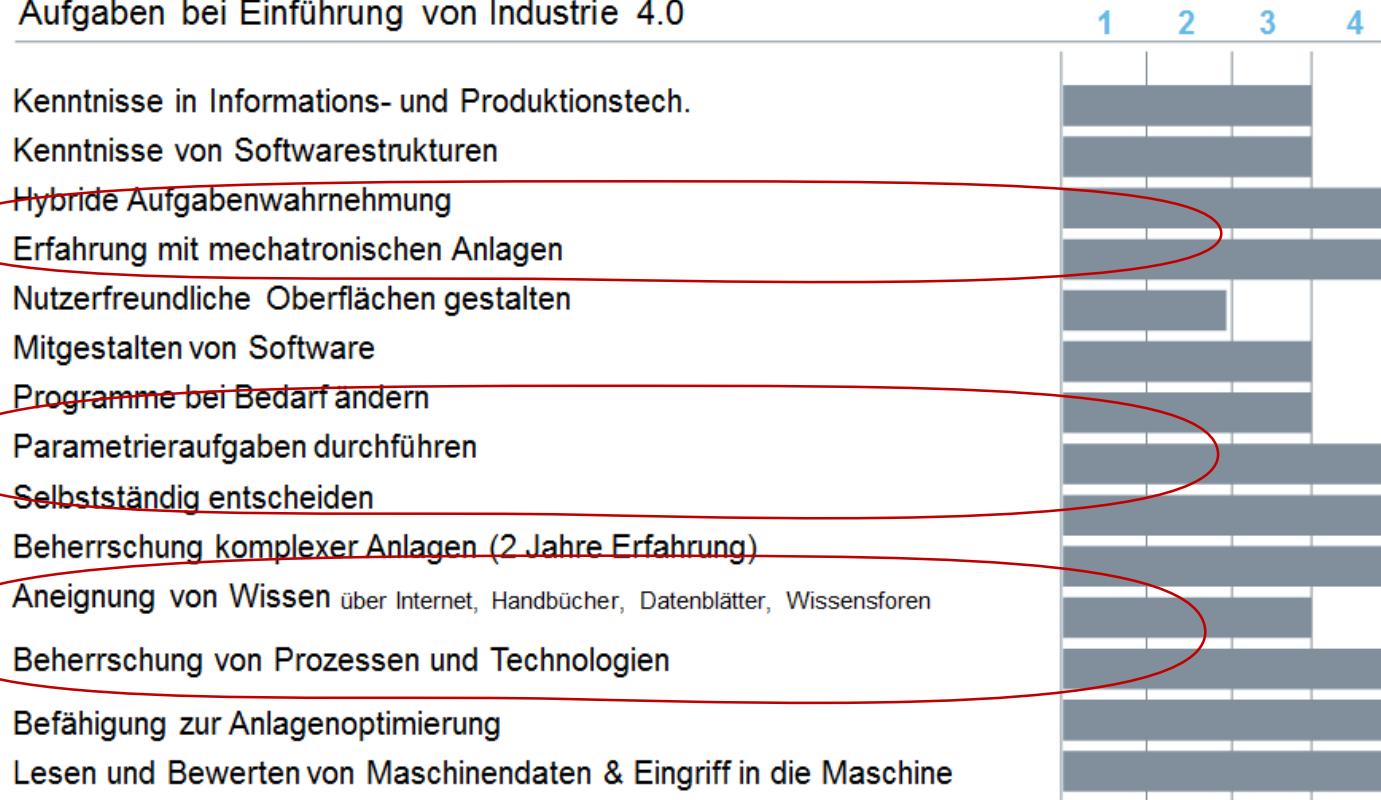 Aufgaben bei Einführung von Industrie 4.0
1 2 3 4
Kenntnisse in Informations- und Produktionstech.
Kenntnisse von Softwarestrukturen
Hybride Aufgabenwahrnehmung
Erfahrung mit mechatronischen Anlagen
Nutzerfreundliche Oberflächen gestalten
Mitgestalten von Software
Programme bei Bedarf ändern
Parametrieraufgaben durchführen
Selbstständig entscheiden
Beherrschung komplexer Anlagen (2 Jahre Erfahrung)
Aneignung von Wissen über Internet, Handbücher, Datenblätter, Wissensforen
Beherrschung von Prozessen und Technologien
Befähigung zur Anlagenoptimierung
Lesen und Bewerten von Maschinendaten & Eingriff in die Maschine